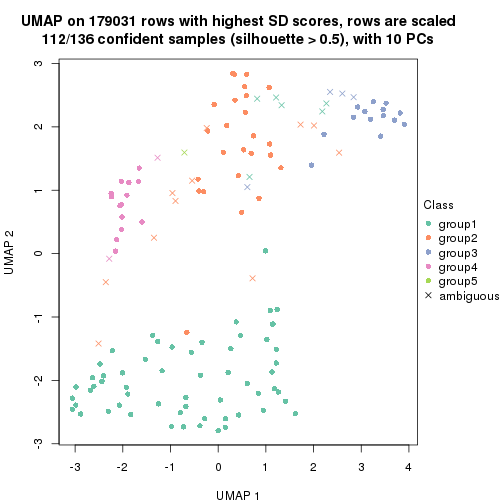 UMAP on 179031 rows with highest SD scores, rows are scaled
112/136 confident samples (silhouette > 0.5), with 10 PCs
UMAP 2
3
2
1
0
-1
-2
-3
-3
-2
-1
0
1
2
3
4
UMAP 1
Class
group1
group2
group3
group4
group5
ambiguous